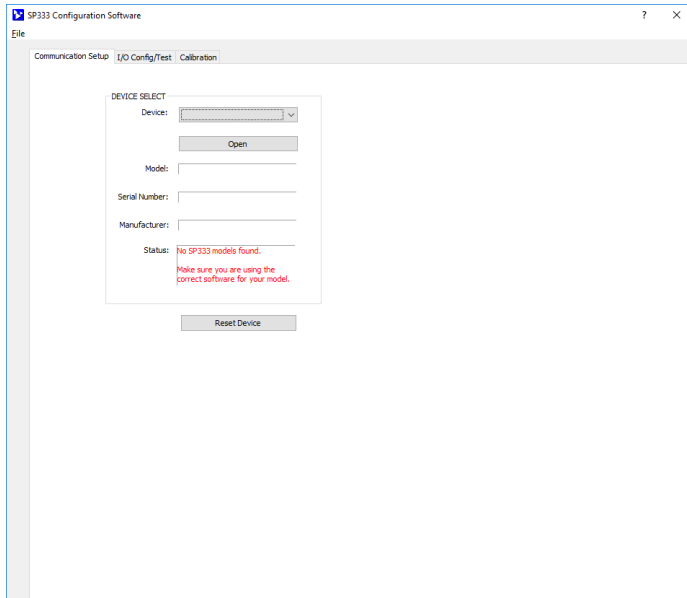 SP333 Configuration Software
?
File
Communication Setup I/O Config/Test Calibration
DEVICE SELECT
Device:
Open
Model:
Serial Number:
Manufacturer:
Status: No SP333 models found.
Make sure you are using the
correct software for your model.
Reset Device